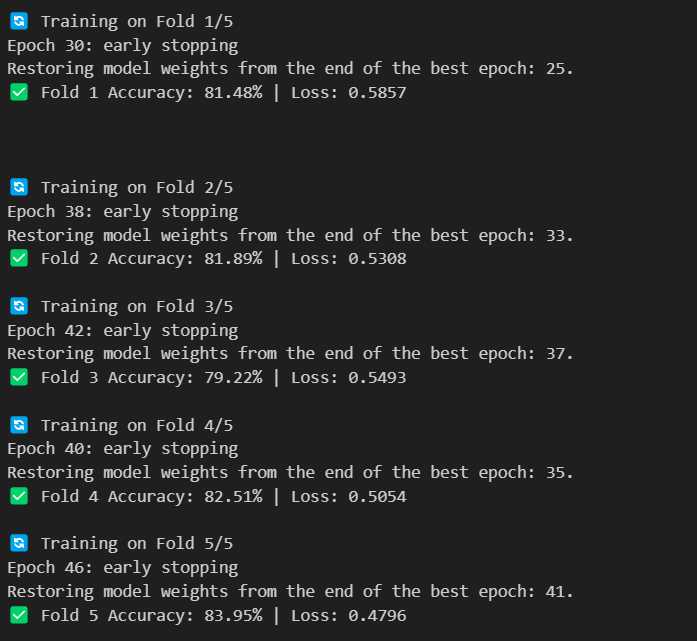 🔄 Training on Fold 1/5
Epoch 30: early stopping
Restoring model weights from the end of the best epoch: 25.
✅ Fold 1 Accuracy: 81.48% | Loss: 0.5857
🔄 Training on Fold 2/5
Epoch 38: early stopping
Restoring model weights from the end of the best epoch: 33.
✅ Fold 2 Accuracy: 81.89% | Loss: 0.5308
🔄 Training on Fold 3/5
Epoch 42: early stopping
Restoring model weights from the end of the best epoch: 37.
✅ Fold 3 Accuracy: 79.22% | Loss: 0.5493
🔄 Training on Fold 4/5
Epoch 40: early stopping
Restoring model weights from the end of the best epoch: 35.
✅ Fold 4 Accuracy: 82.51% | Loss: 0.5054
🔄 Training on Fold 5/5
Epoch 46: early stopping
Restoring model weights from the end of the best epoch: 41.
✅ Fold 5 Accuracy: 83.95% | Loss: 0.4796